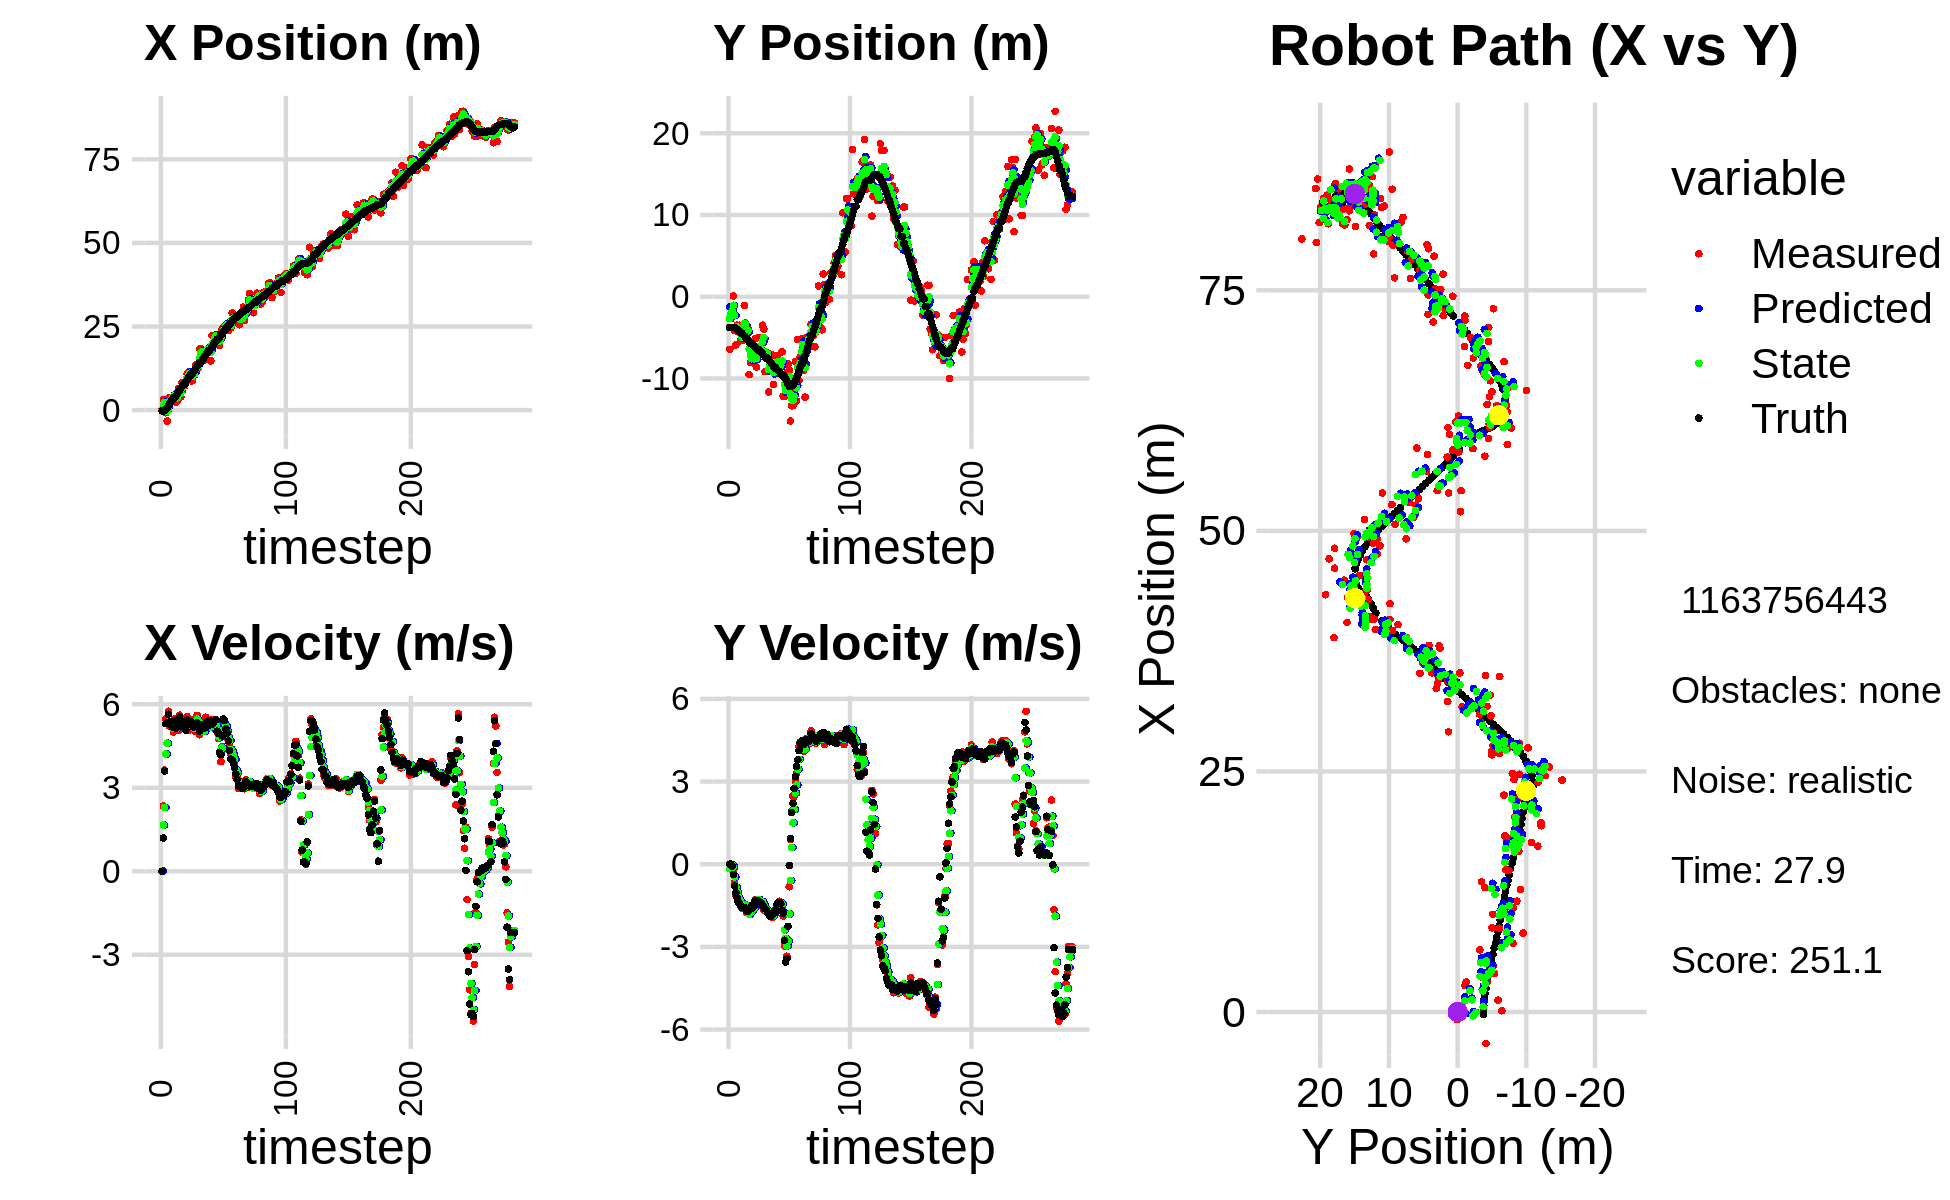 X Position (m)
75
50
25
0
0
100
200
timestep
Y Position (m)
20
10
0
-10
0
100
200
timestep
X Velocity (m/s)
6
3
0
-3
0
100
200
timestep
Y Velocity (m/s)
6
3
0
-3
-6
0
100
200
timestep
Robot Path (X vs Y)
X Position (m)
75
50
25
0
20 10 0 -10 -20
Y Position (m)
variable
Measured
Predicted
State
Truth
1163756443
Obstacles: none
Noise: realistic
Time: 27.9
Score: 251.1